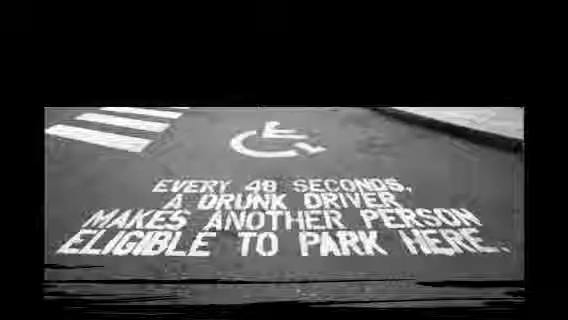 EVERY 48 SECONDS,
A DRUNK DRIVER
MAKES ANOTHER PERSON
ELIGIBLE TO PARK HERE.